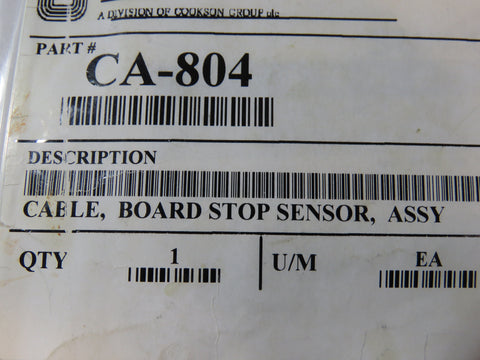 A DIVISION OF COOKSON GROUP plc
PART #
CA-804
DESCRIPTION
CABLE, BOARD STOP SENSOR, ASSY
QTY 1 U/M EA